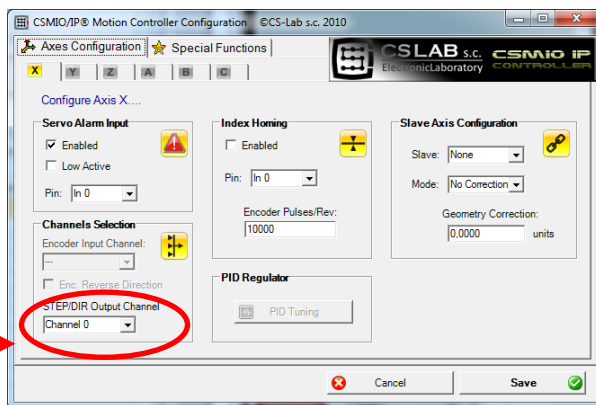 CSMIO/IP® Motion Controller Configuration ©CS-Lab s.c. 2010
Axes Configuration Special Functions
CSLAB s.c.
ElectronicLaboratory
CSMIO IP
CONTROLLER
X Y Z A B C
Configure Axis X....
Servo Alarm Input
Enabled
Low Active
Pin: In 0
Channels Selection
Encoder Input Channel:
---
Enc. Reverse Direction
STEP/DIR Output Channel
Channel 0
Index Homing
Enabled
Pin: In 0
Encoder Pulses/Rev:
10000
PID Regulator
PID Tuning
Slave Axis Configuration
Slave: None
Mode: No Correction
Geometry Correction:
0,0000 units
Cancel
Save